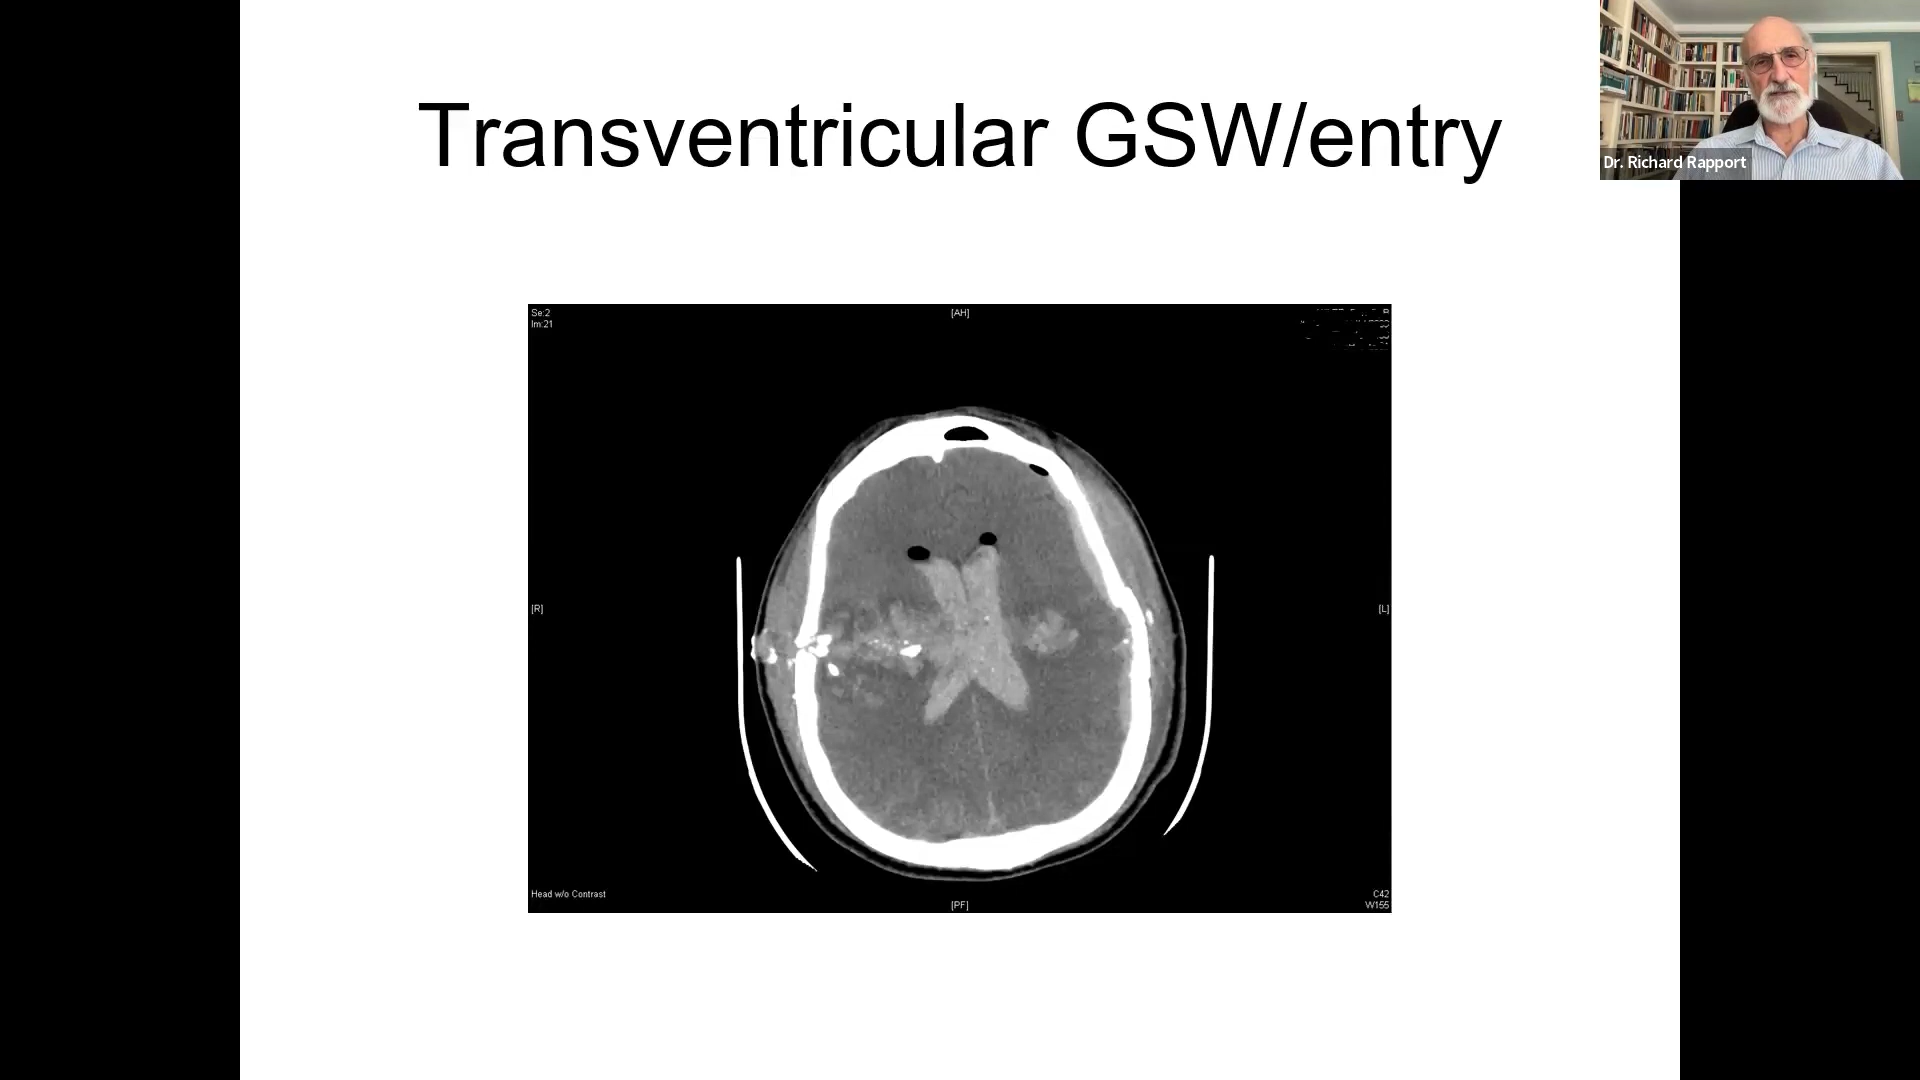 Transventricular GSW/entry
Dr. Richard Rapport
Se:2
Im:21
[AH]
[R]
[L]
Head w/o Contrast
[PF]
C42
W155